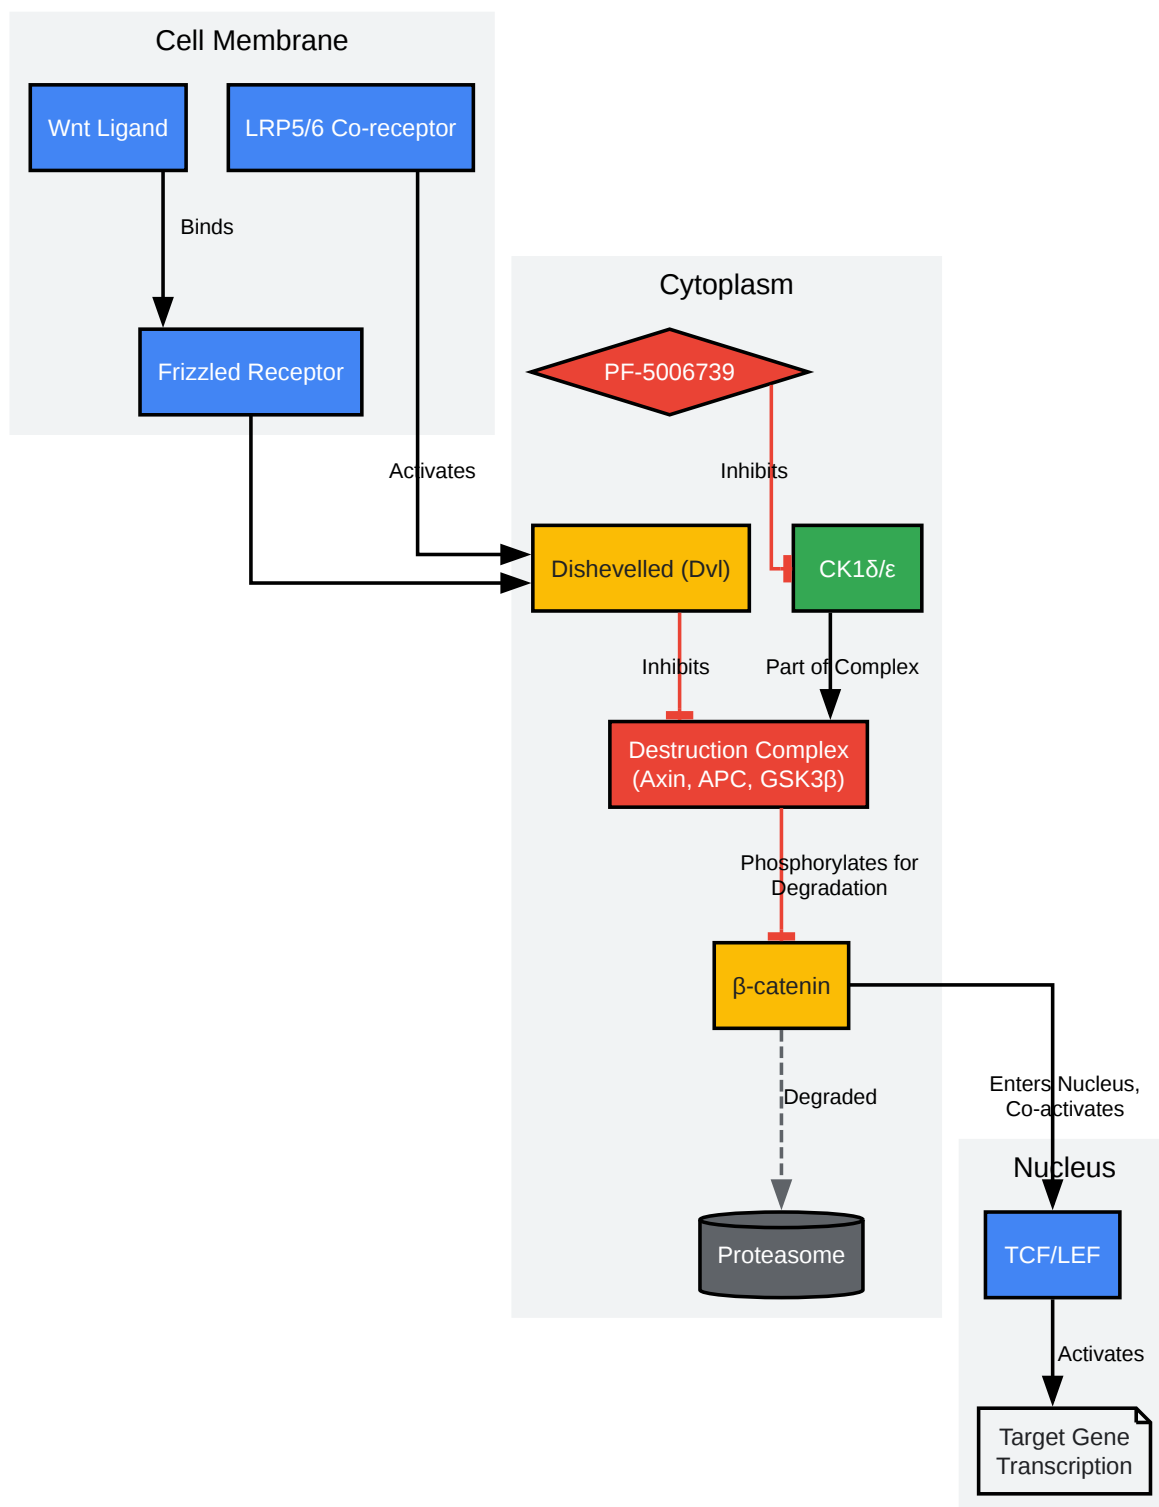 Cell Membrane
Wnt Ligand
LRP5/6 Co-receptor
Binds
Cytoplasm
Frizzled Receptor
PF-5006739
Activates
Inhibits
Dishevelled (Dvl)
CK1δ/ε
Inhibits
Part of Complex
Destruction Complex
(Axin, APC, GSK3β)
Phosphorylates for
Degradation
β-catenin
Degraded
Enters Nucleus,
Co-activates
Nucleus
Proteasome
TCF/LEF
Activates
Target Gene
Transcription